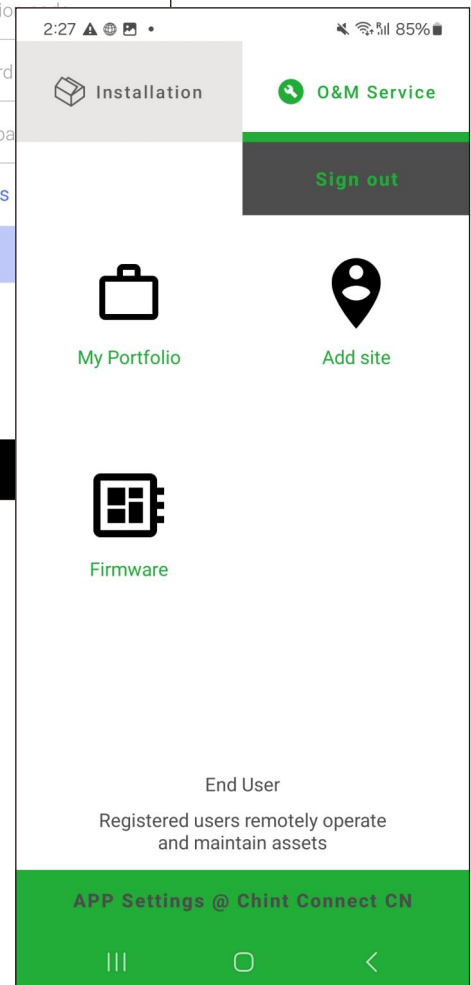 2:27
85%
Installation
O&M Service
Sign out
My Portfolio
Add site
Firmware
End User
Registered users remotely operate
and maintain assets
APP Settings @ Chint Connect CN